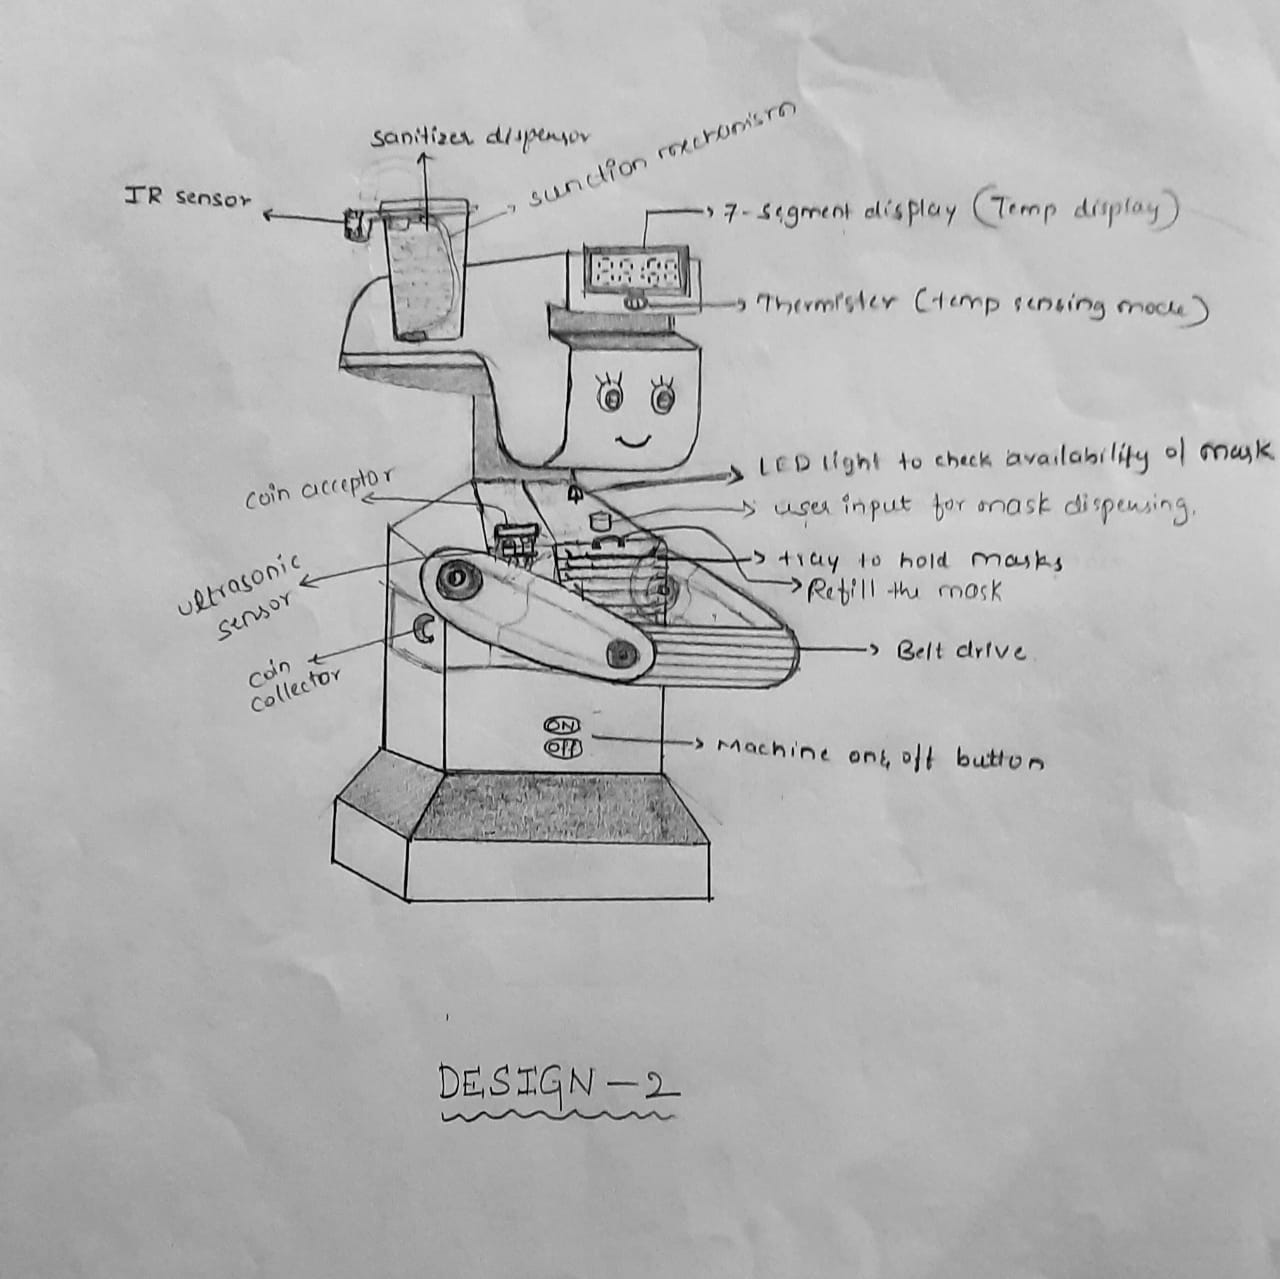 sanitizer dispensor
sunction mechanism
IR sensor
7-segment display (Temp display)
Thermister (temp sensing mode)
LED light to check availability of mask
coin acceptor
user input for mask dispensing.
tray to hold masks
Refill the mask
ultrasonic
sensor
coin
collector
Belt drive
ON
OFF
Machine on & off button
DESIGN-2